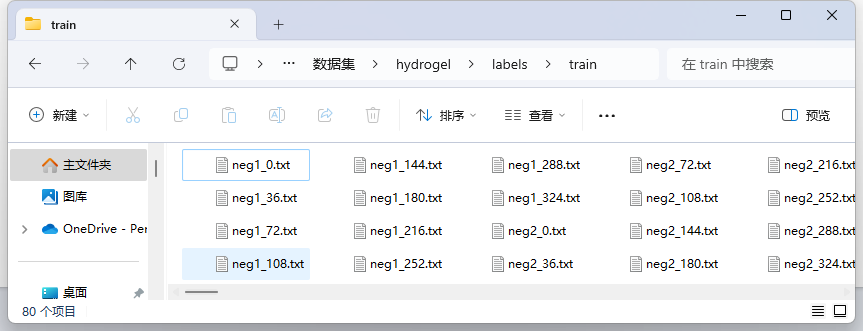 train
数据集 hydrogel labels train
在 train 中搜索
新建 排序 查看 预览
主文件夹
图库
OneDrive - Per
桌面
neg1_0.txt neg1_144.txt neg1_288.txt neg2_72.txt neg2_216.txt
neg1_36.txt neg1_180.txt neg1_324.txt neg2_108.txt neg2_252.txt
neg1_72.txt neg1_216.txt neg2_0.txt neg2_144.txt neg2_288.txt
neg1_108.txt neg1_252.txt neg2_36.txt neg2_180.txt neg2_324.txt
80 个项目